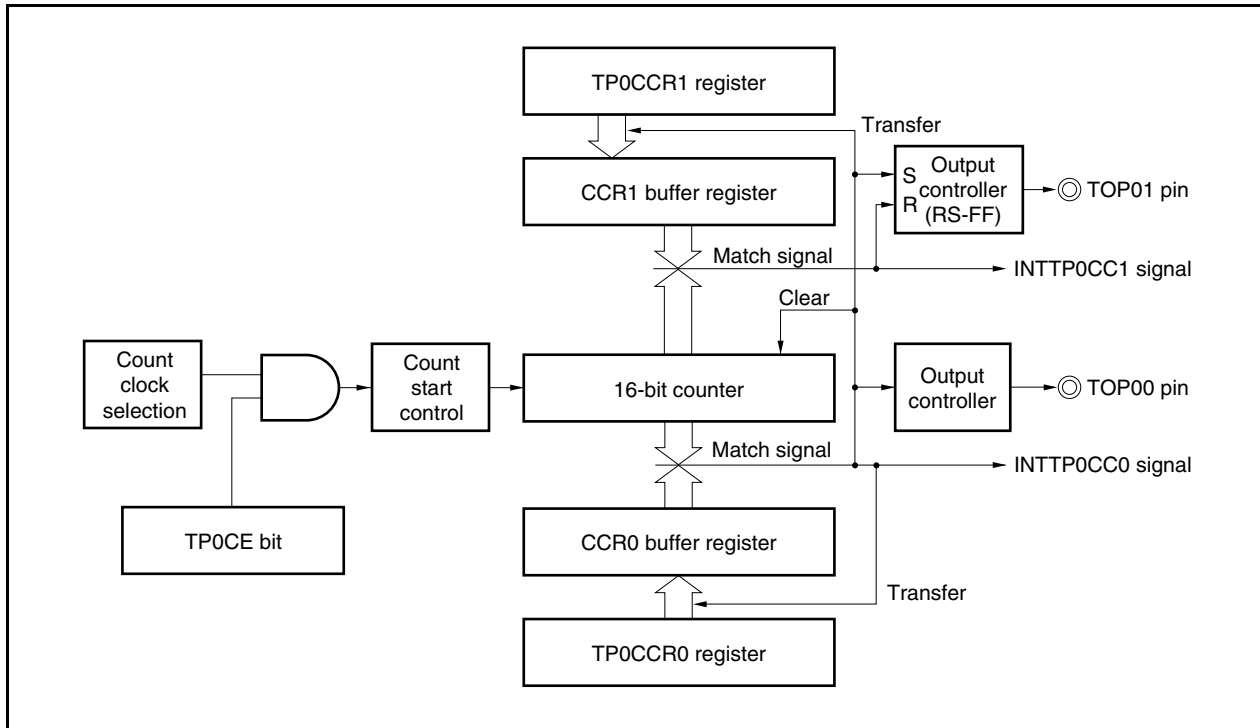 TP0CCR1 register
Transfer
CCR1 buffer register
S
R
Output
controller
(RS-FF)
TOP01 pin
Match signal
INTTP0CC1 signal
Clear
Count
clock
selection
Count
start
control
16-bit counter
Output
controller
TOP00 pin
Match signal
INTTP0CC0 signal
TP0CE bit
CCR0 buffer register
Transfer
TP0CCR0 register